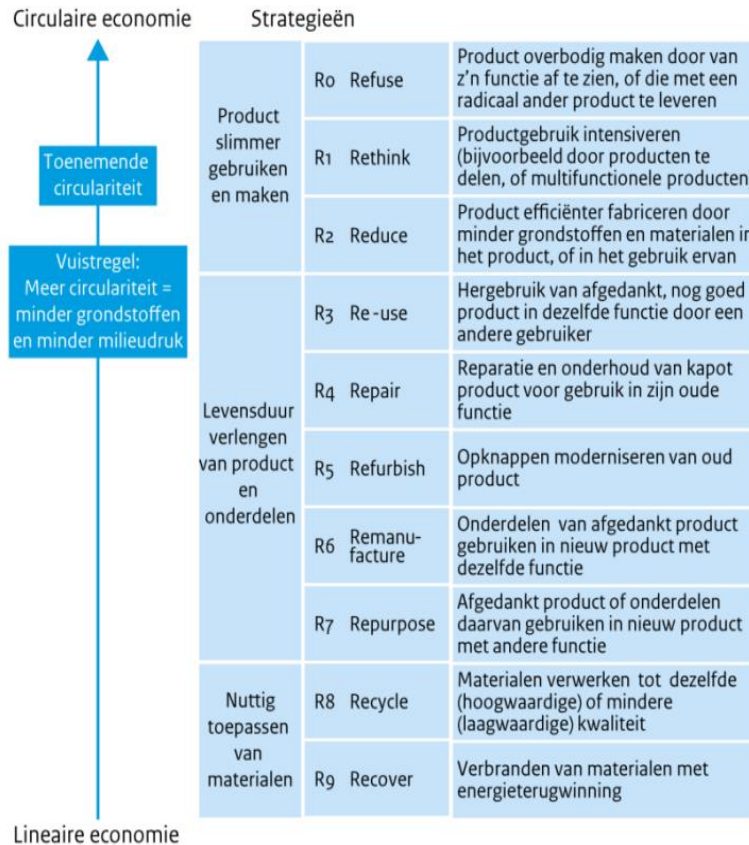 Circulaire economie
Strategieën
Toenemende
circulariteit
Vuistregel:
Meer circulariteit =
minder grondstoffen
en minder milieudruk
Lineaire economie
Product
slimmer
gebruiken
en maken
Ro Refuse
Product overbodig maken door van
z'n functie af te zien, of die met een
radicaal ander product te leveren
R1 Rethink
Productgebruik intensiveren
(bijvoorbeeld door producten te
delen, of multifunctionele producten
R2 Reduce
Product efficiënter fabriceren door
minder grondstoffen en materialen in
het product, of in het gebruik ervan
Levensduur
verlengen
van product
en
onderdelen
R3 Re-use
Hergebruik van afgedankt, nog goed
product in dezelfde functie door een
andere gebruiker
R4 Repair
Reparatie en onderhoud van kapot
product voor gebruik in zijn oude
functie
R5 Refurbish
Opknappen moderniseren van oud
product
R6 Remanu-
facture
Onderdelen van afgedankt product
gebruiken in nieuw product met
dezelfde functie
R7 Repurpose
Afgedankt product of onderdelen
daarvan gebruiken in nieuw product
met andere functie
Nuttig
toepassen
van
materialen
R8 Recycle
Materialen verwerken tot dezelfde
(hoogwaardige) of mindere
(laagwaardige) kwaliteit
R9 Recover
Verbranden van materialen met
energieterugwinning